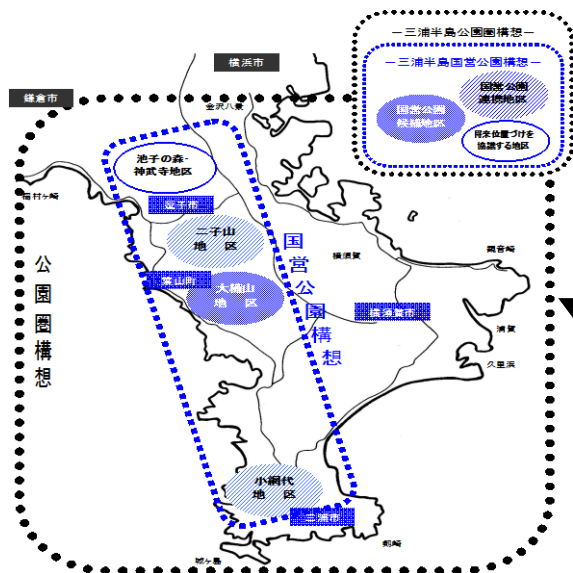 横浜市
鎌倉市
金沢八景
－三浦半島公園圏構想－
－三浦半島国営公園構想－
国営公園
連携地区
国営公園
候補地区
将来位置づけを
協議する地区
池子の森-
神武寺地区
稲村ヶ崎
逗子市
二子山
地　区
国営公園構想
横須賀
観音崎
公園圏構想
葉山町
大楠山
地　区
横須賀市
浦賀
久里浜
小網代
地　区
三浦市
剱崎
城ヶ島